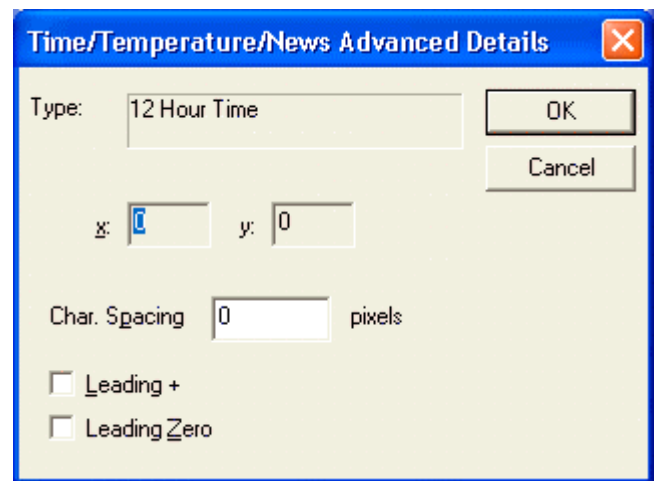 Time/Temperature/News Advanced Details
Type: 12 Hour Time OK
Cancel
x: 0 y: 0
Char. Spacing 0 pixels
Leading +
Leading Zero